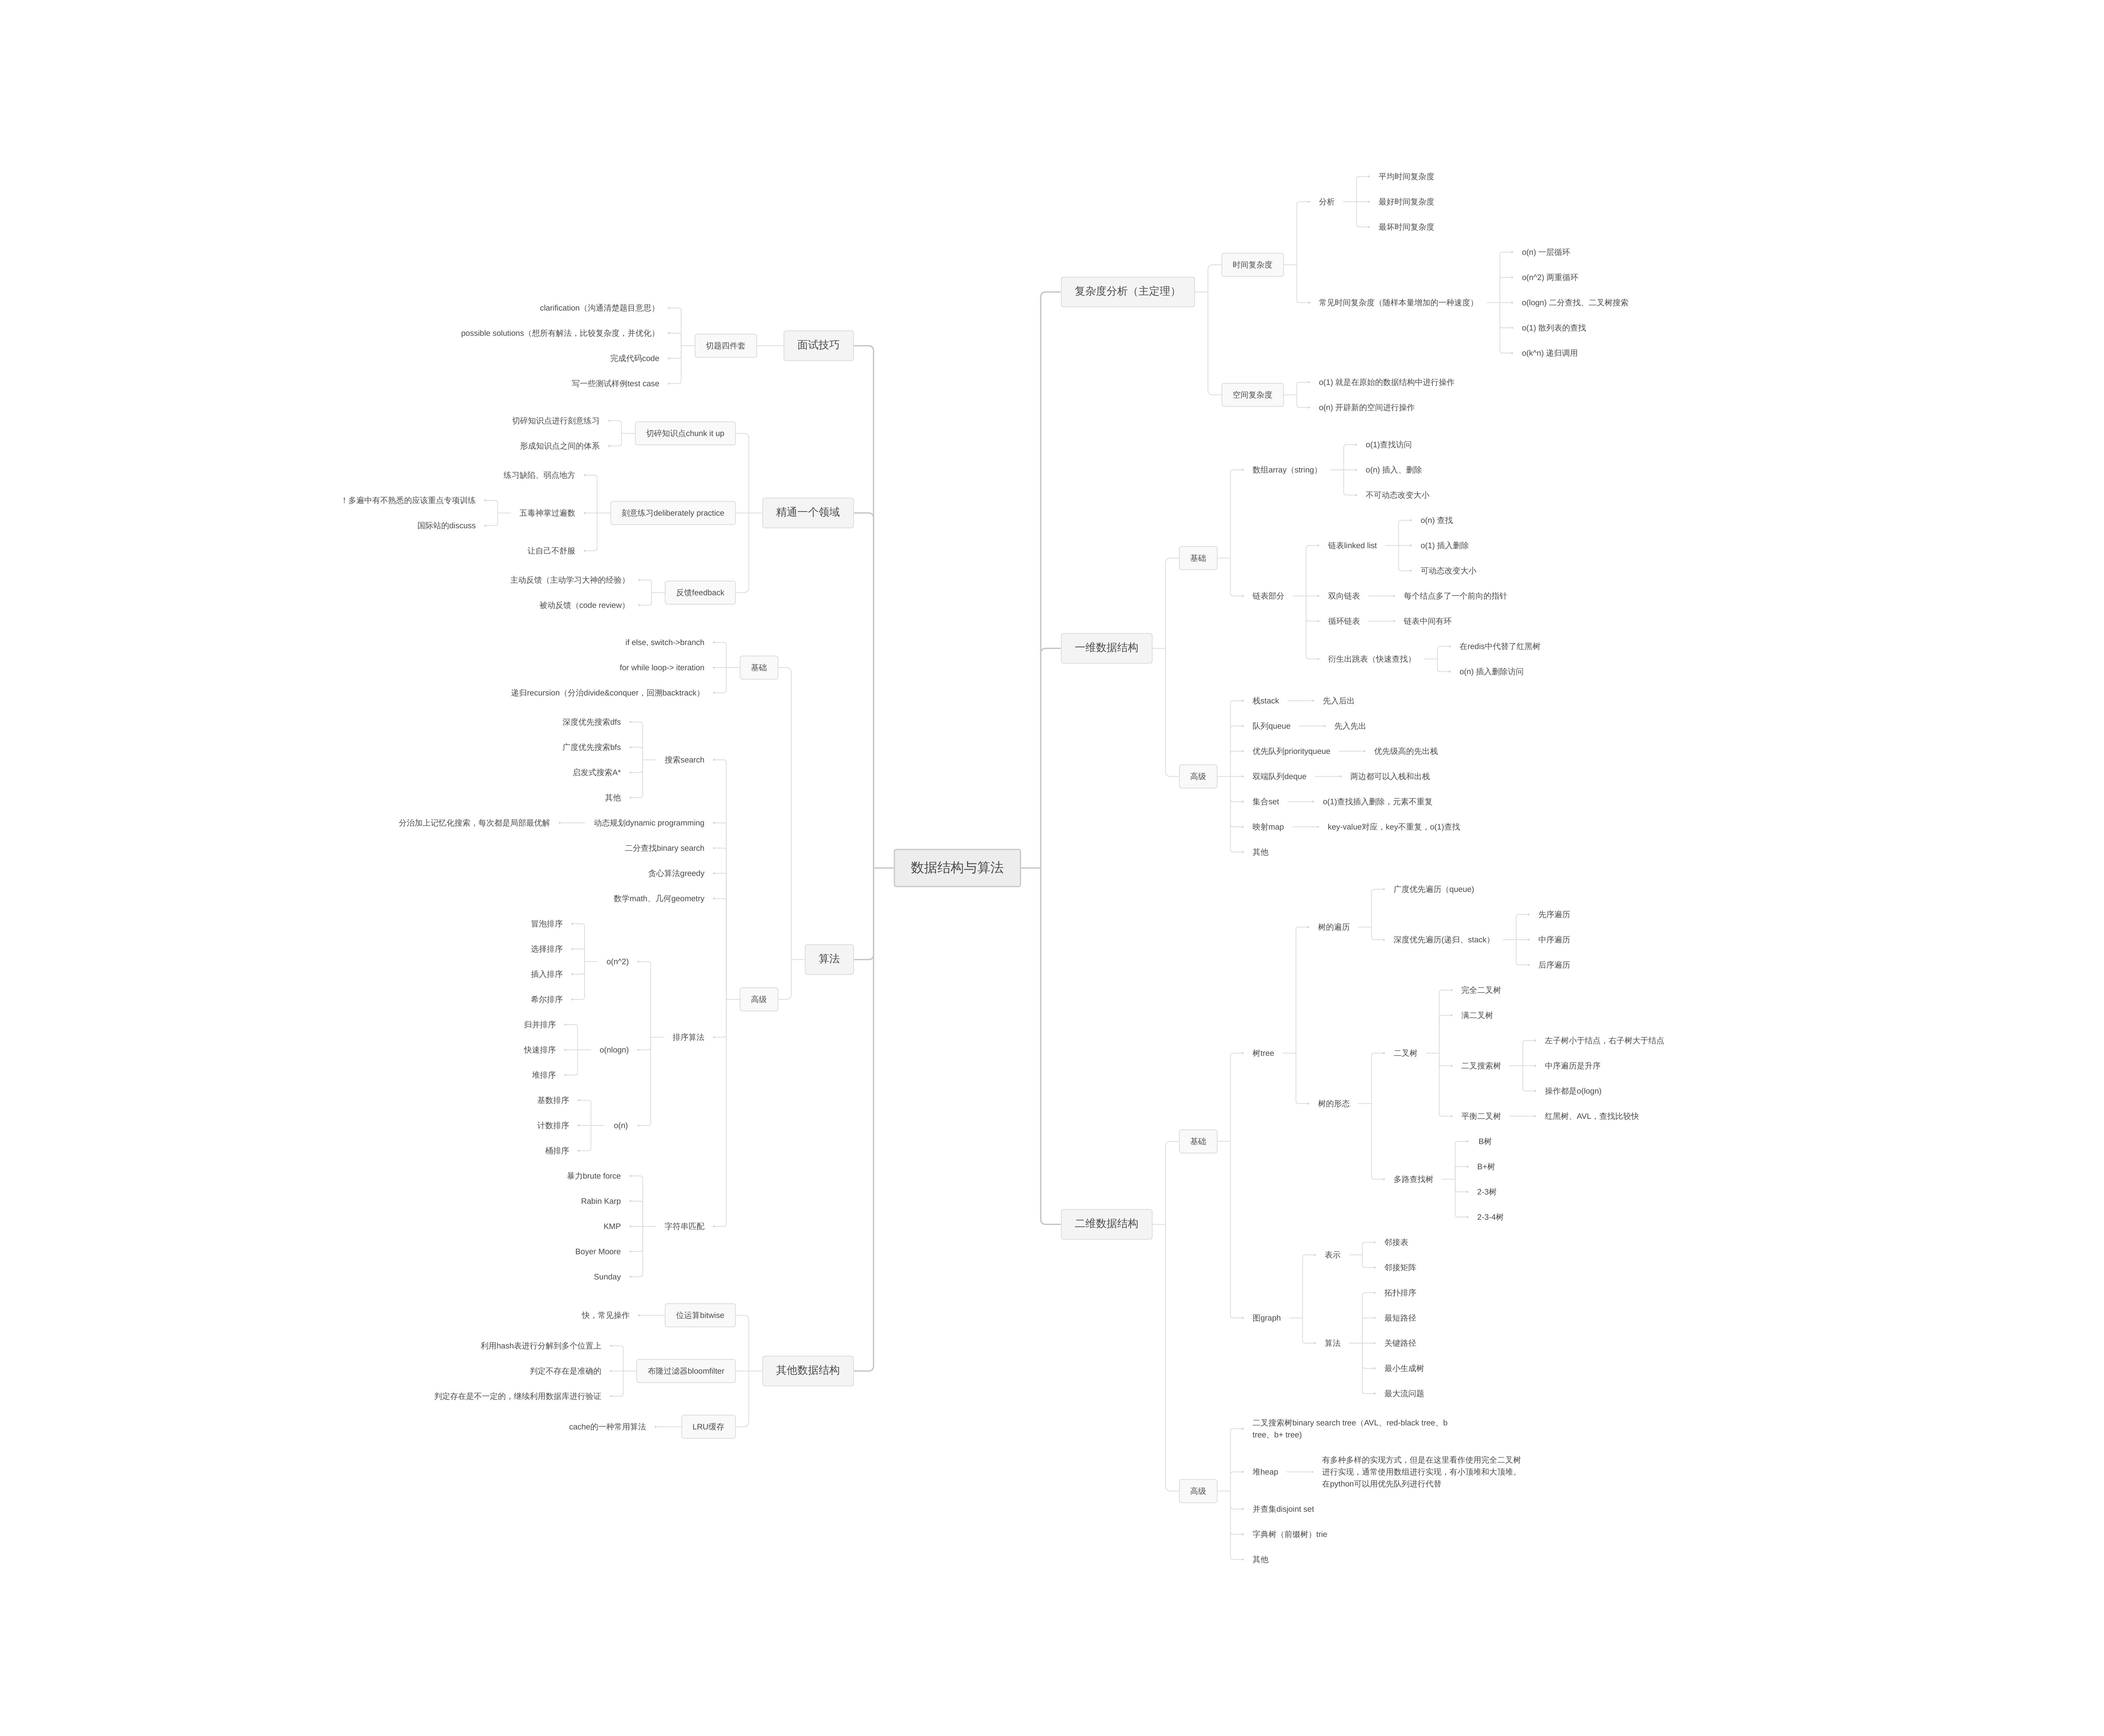 数据结构与算法
复杂度分析（主定理）
时间复杂度
分析
平均时间复杂度
最好时间复杂度
最坏时间复杂度
常见时间复杂度（随样本量增加的一种速度）
o(n) 一层循环
o(n^2) 两重循环
o(logn) 二分查找、二叉树搜索
o(1) 散列表的查找
o(k^n) 递归调用
空间复杂度
o(1) 就是在原始的数据结构中进行操作
o(n) 开辟新的空间进行操作
一维数据结构
基础
数组array（string）
o(1)查找访问
o(n) 插入、删除
不可动态改变大小
链表部分
链表linked list
o(n) 查找
o(1) 插入删除
可动态改变大小
双向链表
每个结点多了一个前向的指针
循环链表
链表中间有环
衍生出跳表（快速查找）
在redis中代替了红黑树
o(n) 插入删除访问
高级
栈stack
先入后出
队列queue
先入先出
优先队列priorityqueue
优先级高的先出栈
双端队列deque
两边都可以入栈和出栈
集合set
o(1)查找插入删除，元素不重复
映射map
key-value对应，key不重复，o(1)查找
其他
二维数据结构
基础
树tree
树的遍历
广度优先遍历（queue)
深度优先遍历(递归、stack）
先序遍历
中序遍历
后序遍历
树的形态
二叉树
完全二叉树
满二叉树
二叉搜索树
左子树小于结点，右子树大于结点
中序遍历是升序
操作都是o(logn)
平衡二叉树
红黑树、AVL，查找比较快
多路查找树
B树
B+树
2-3树
2-3-4树
图graph
表示
邻接表
邻接矩阵
算法
拓扑排序
最短路径
关键路径
最小生成树
最大流问题
高级
二叉搜索树binary search tree（AVL、red-black tree、b
tree、b+ tree)
堆heap
有多种多样的实现方式，但是在这里看作使用完全二叉树
进行实现，通常使用数组进行实现，有小顶堆和大顶堆。
在python可以用优先队列进行代替
并查集disjoint set
字典树（前缀树）trie
其他
面试技巧
切题四件套
clarification（沟通清楚题目意思）
possible solutions（想所有解法，比较复杂度，并优化）
完成代码code
写一些测试样例test case
精通一个领域
切碎知识点chunk it up
切碎知识点进行刻意练习
形成知识点之间的体系
刻意练习deliberately practice
练习缺陷、弱点地方
五毒神掌过遍数
！多遍中有不熟悉的应该重点专项训练
国际站的discuss
让自己不舒服
反馈feedback
主动反馈（主动学习大神的经验）
被动反馈（code review）
算法
基础
if else, switch->branch
for while loop-> iteration
递归recursion（分治divide&conquer，回溯backtrack）
高级
搜索search
深度优先搜索dfs
广度优先搜索bfs
启发式搜索A*
其他
动态规划dynamic programming
分治加上记忆化搜索，每次都是局部最优解
二分查找binary search
贪心算法greedy
数学math、几何geometry
排序算法
o(n^2)
冒泡排序
选择排序
插入排序
希尔排序
o(nlogn)
归并排序
快速排序
堆排序
o(n)
基数排序
计数排序
桶排序
字符串匹配
暴力brute force
Rabin Karp
KMP
Boyer Moore
Sunday
其他数据结构
位运算bitwise
快，常见操作
布隆过滤器bloomfilter
利用hash表进行分解到多个位置上
判定不存在是准确的
判定存在是不一定的，继续利用数据库进行验证
LRU缓存
cache的一种常用算法